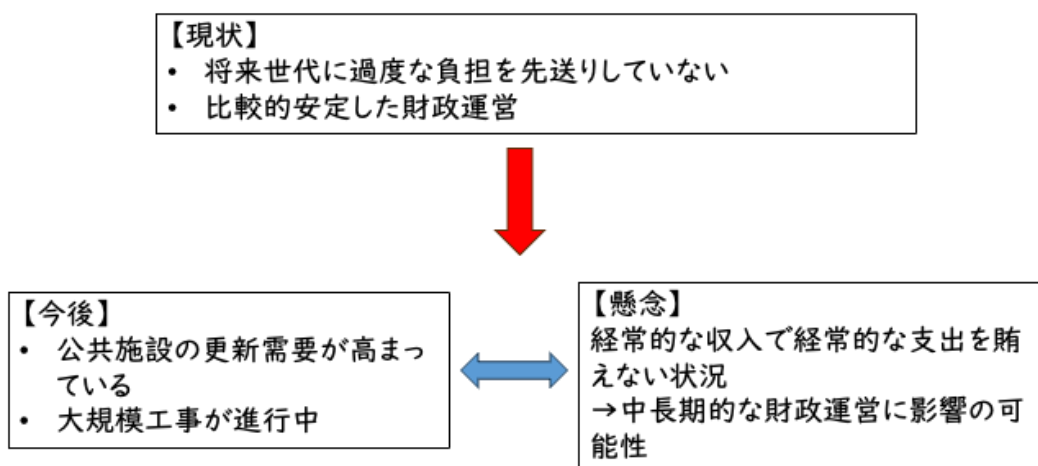 【現状】
• 将来世代に過度な負担を先送りしていない
• 比較的安定した財政運営
【今後】
• 公共施設の更新需要が高まっ
ている
• 大規模工事が進行中
【懸念】
経常的な収入で経常的な支出を賄
えない状況
→中長期的な財政運営に影響の可
能性